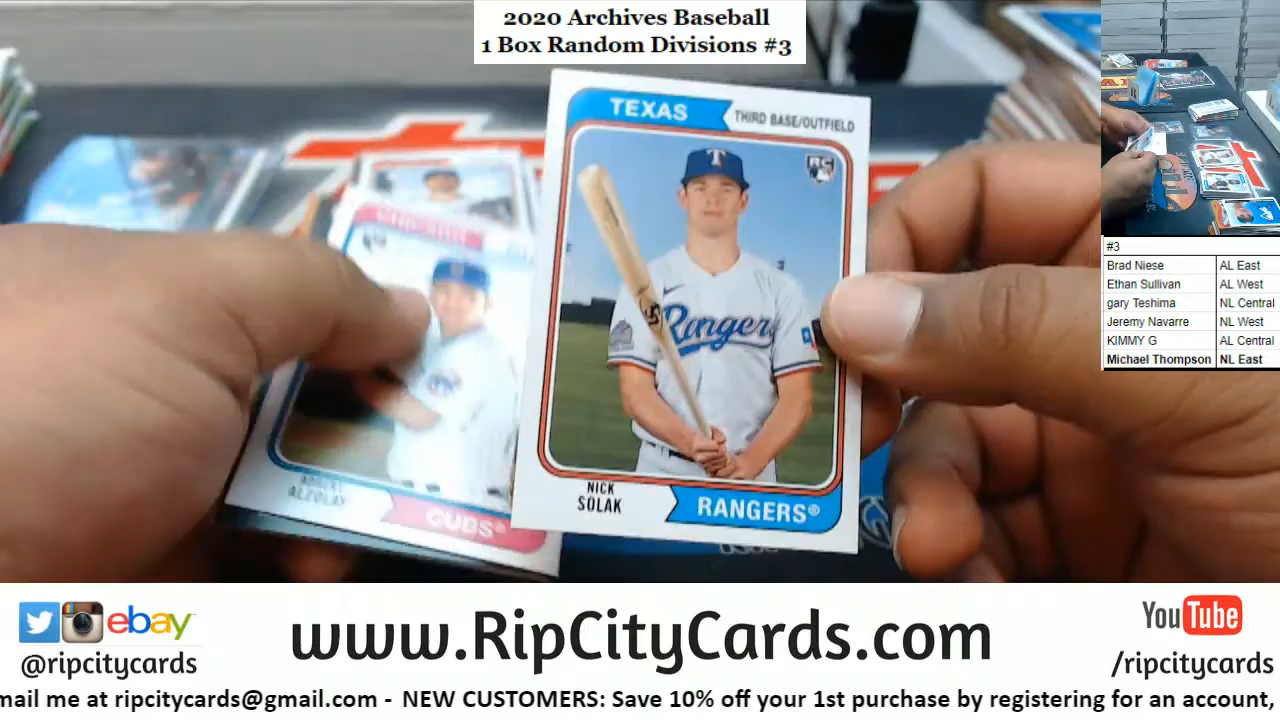 2020 Archives Baseball
1 Box Random Divisions #3
TEXAS
THIRD BASE/OUTFIELD
RC
T
Rangers
NICK
SOLAK
RANGERS®
ALZOLAY
CUBS®
#3
Brad Niese AL East
Ethan Sullivan AL West
gary Teshima NL Central
Jeremy Navarre NL West
KIMMY G AL Central
Michael Thompson NL East
ebay
@ripcitycards
www.RipCityCards.com
YouTube
/ripcitycards
mail me at ripcitycards@gmail.com - NEW CUSTOMERS: Save 10% off your 1st purchase by registering for an account,